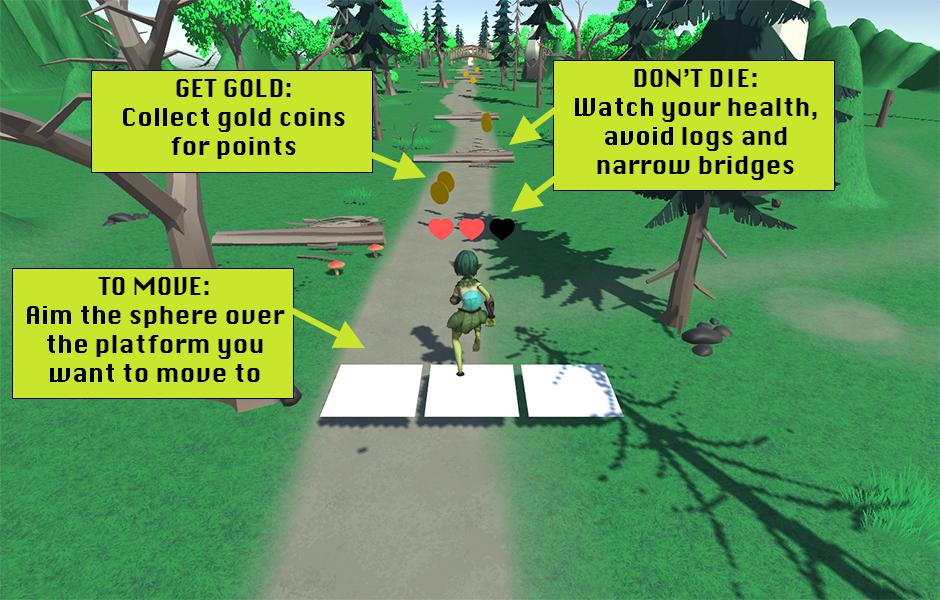 GET GOLD:
Collect gold coins
for points
DON'T DIE:
Watch your health,
avoid logs and
narrow bridges
TO MOVE:
Aim the sphere over
the platform you
want to move to